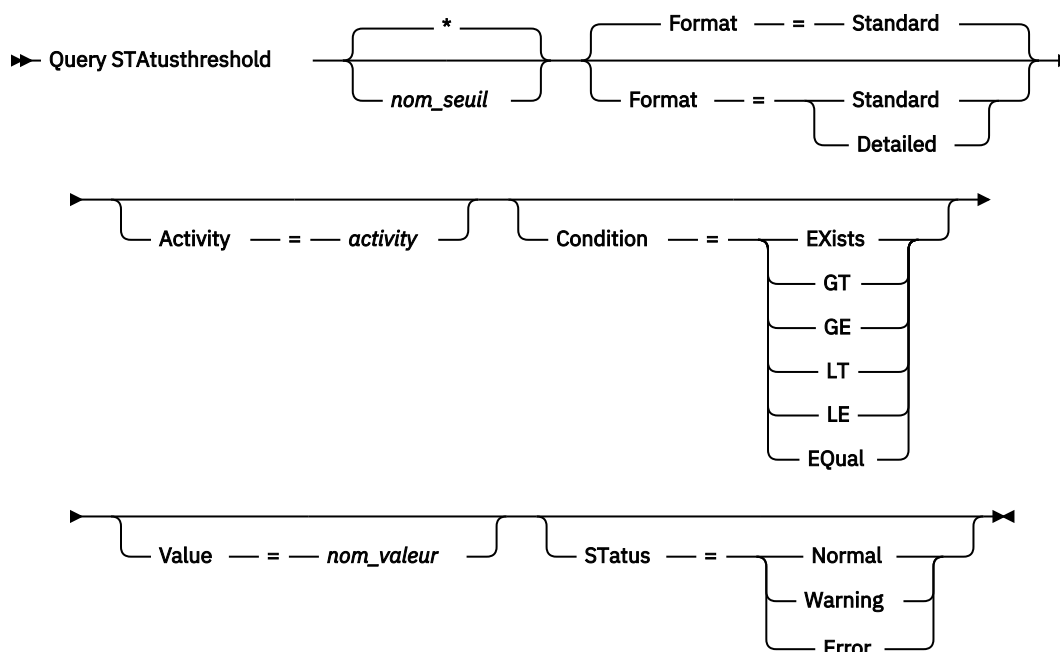 *
Format = Standard
Query STAtusthreshold
nom_seuil
Format = Standard
Detailed
Activity = activity
Condition = EXists
GT
GE
LT
LE
EQual
Value = nom_valeur
STatus = Normal
Warning
Error